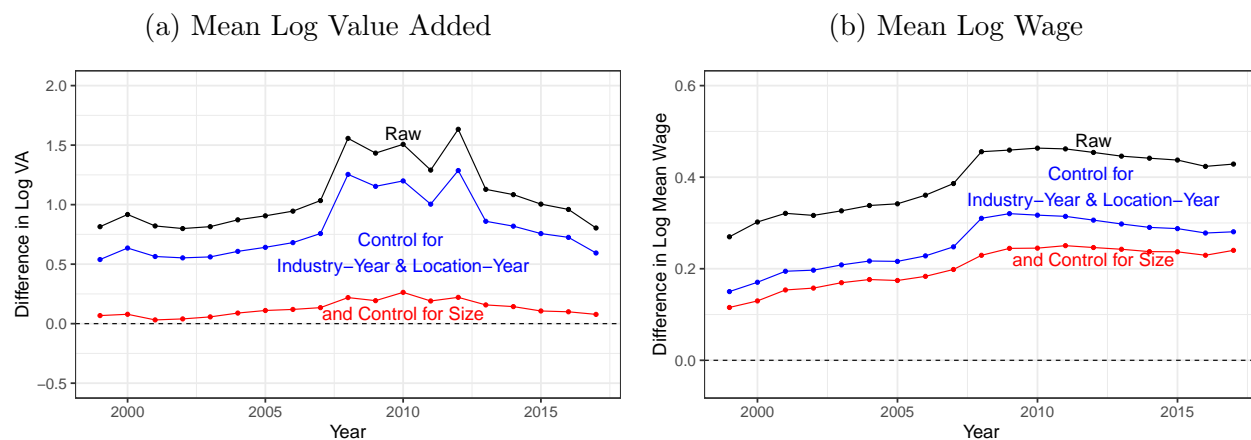 (a) Mean Log Value Added
2.0
1.5
1.0
0.5
0.0
−0.5
Difference in Log VA
Raw
Control for
Industry−Year & Location−Year
and Control for Size
2000
2005
2010
2015
Year
(b) Mean Log Wage
0.6
0.4
0.2
0.0
Difference in Log Mean Wage
Raw
Control for
Industry−Year & Location−Year
and Control for Size
2000
2005
2010
2015
Year